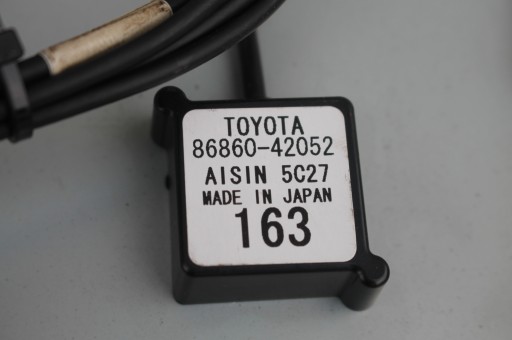 TOYOTA
86860-42052
AISIN 5C27
MADE IN JAPAN
163